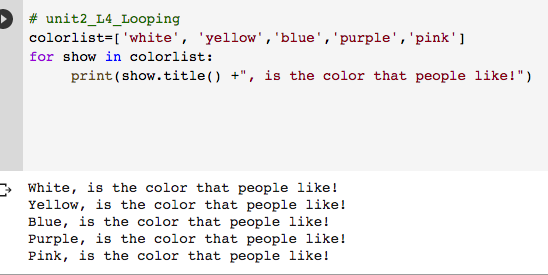 # unit2_L4_Looping
colorlist=['white', 'yellow','blue','purple','pink']
for show in colorlist:
     print(show.title() +", is the color that people like!")
White, is the color that people like!
Yellow, is the color that people like!
Blue, is the color that people like!
Purple, is the color that people like!
Pink, is the color that people like!